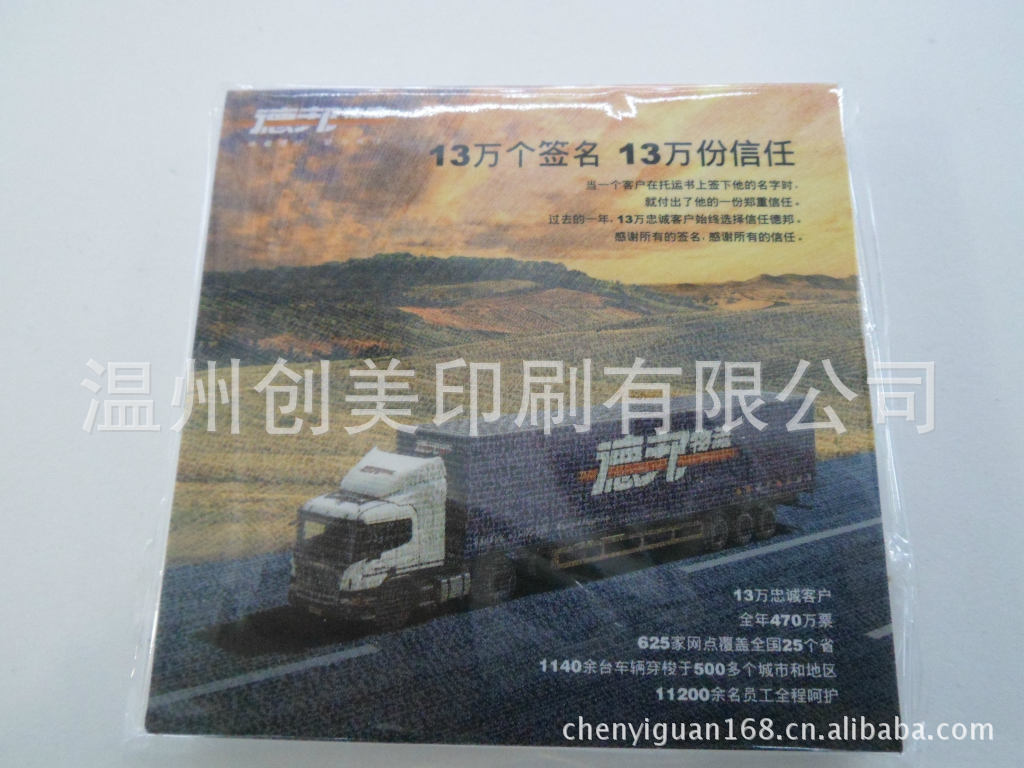 德邦
13万个签名 13万份信任
当一个客户在托运书上签下他的名字时,
就付出了他的一份郑重信任。
过去的一年,13万忠诚客户始终选择信任德邦。
感谢所有的签名,感谢所有的信任。
温州创美印刷有限公司
德邦物流
13万忠诚客户
全年470万票
625家网点覆盖全国25个省
1140余台车辆穿梭于500多个城市和地区
11200余名员工全程呵护
chenyiguan168.cn.alibaba.com